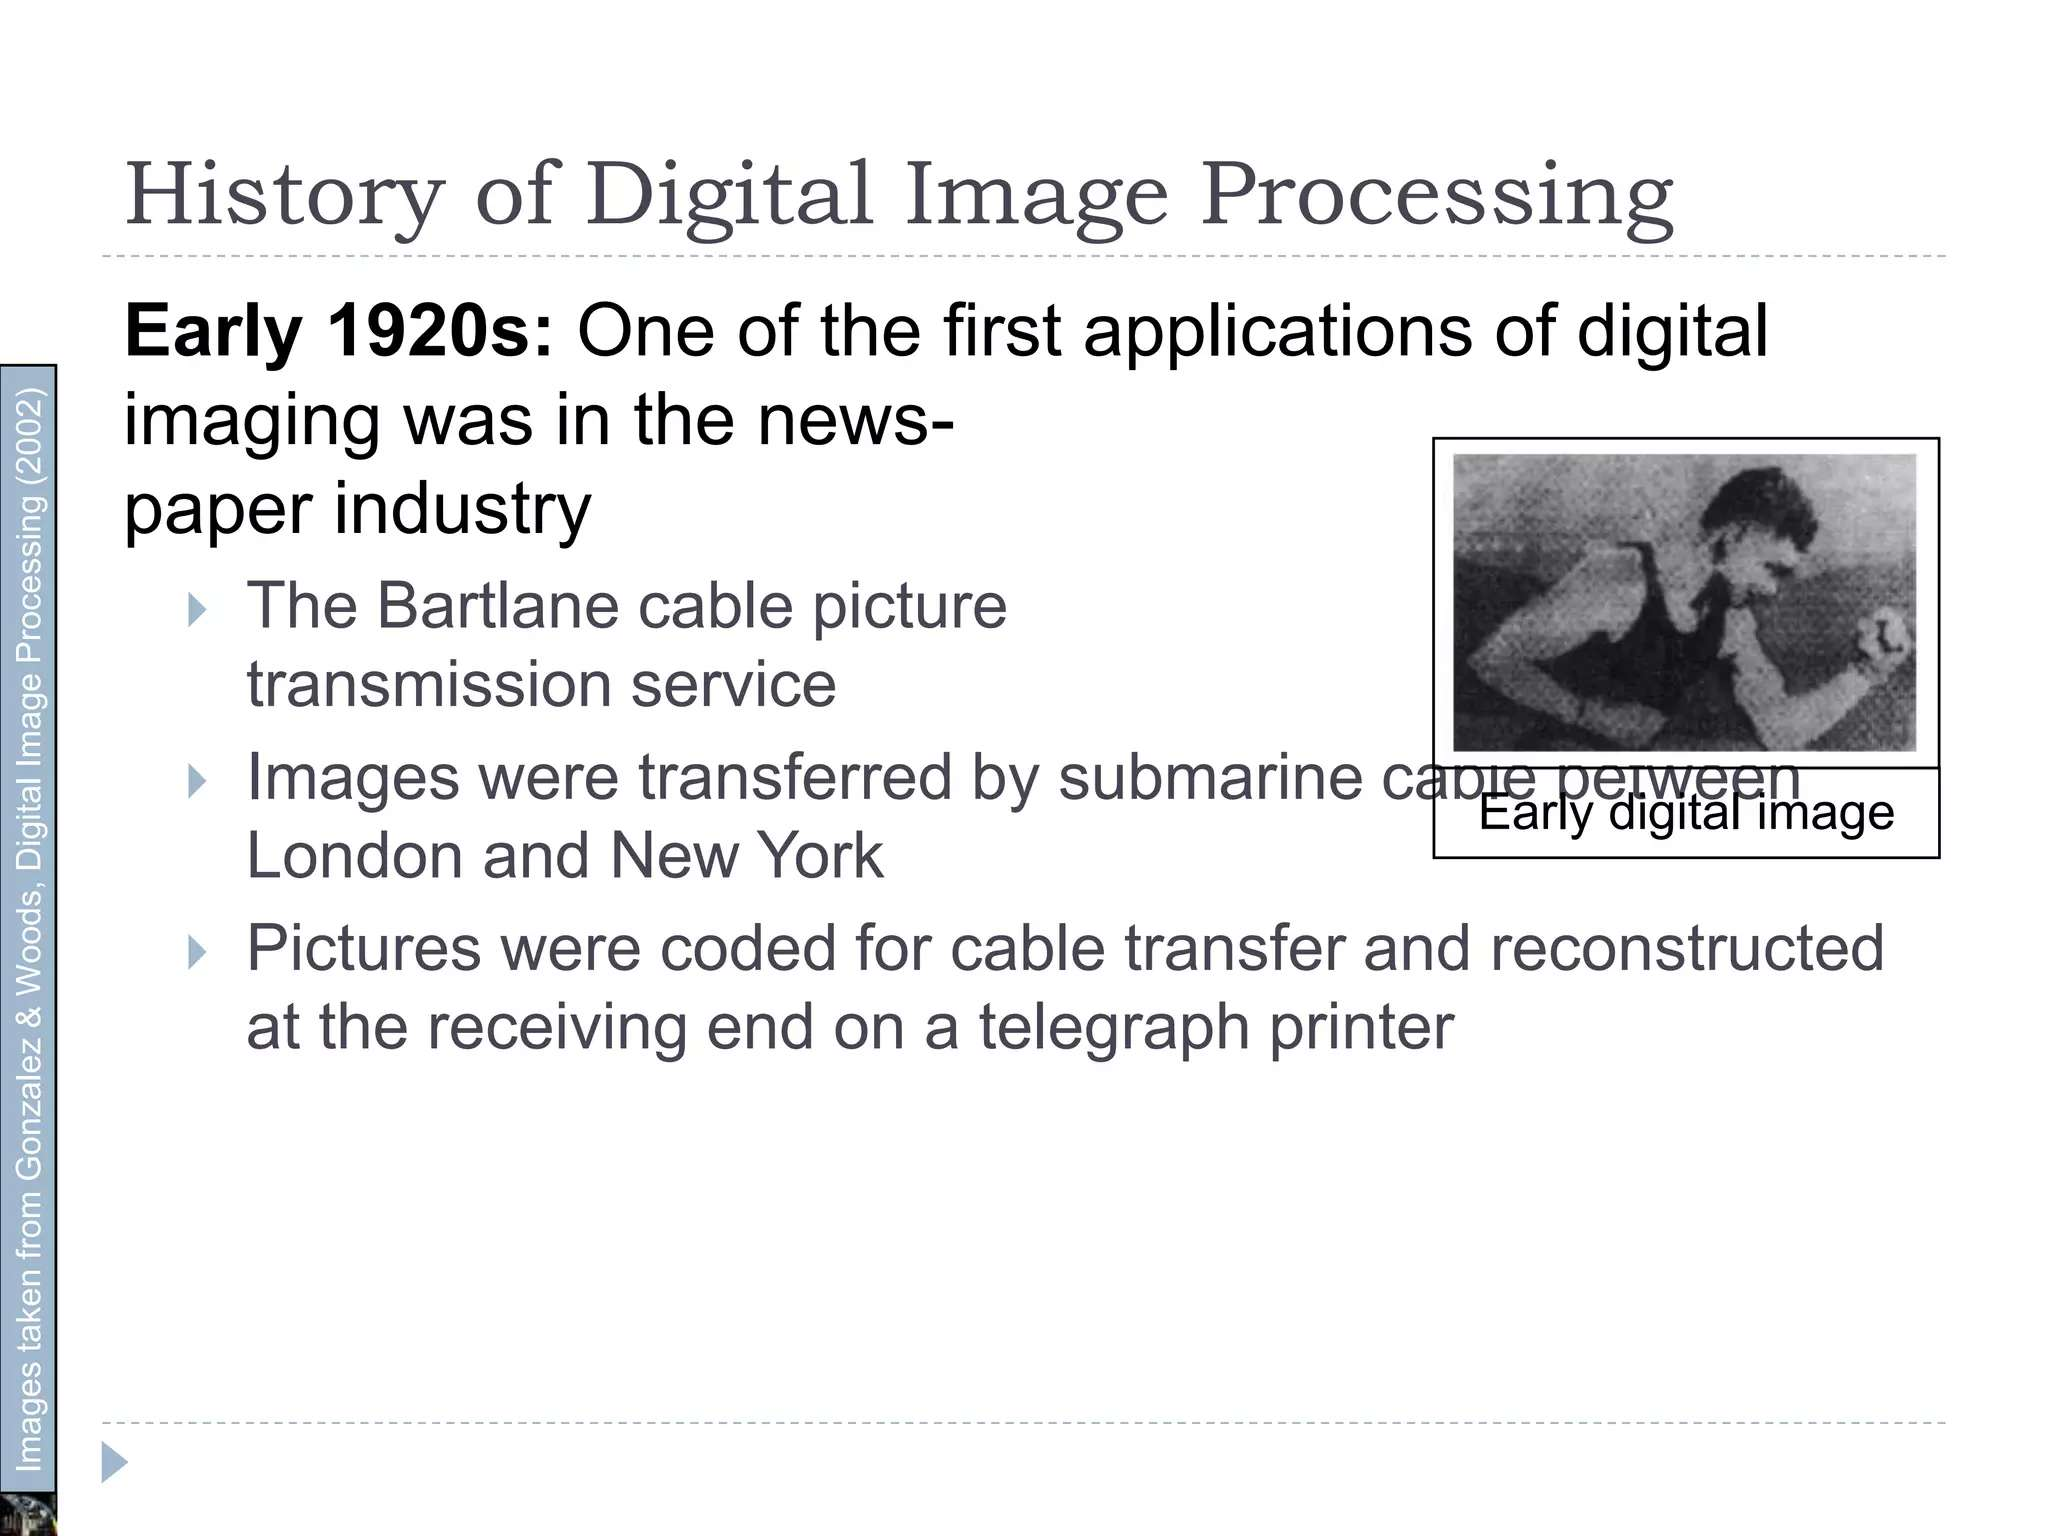 History of Digital Image Processing
Early 1920s: One of the first applications of digital
imaging was in the news-
paper industry
The Bartlane cable picture
transmission service
Images were transferred by submarine cable between
London and New York
Pictures were coded for cable transfer and reconstructed
at the receiving end on a telegraph printer
Early digital image
Images taken from Gonzalez & Woods, Digital Image Processing (2002)